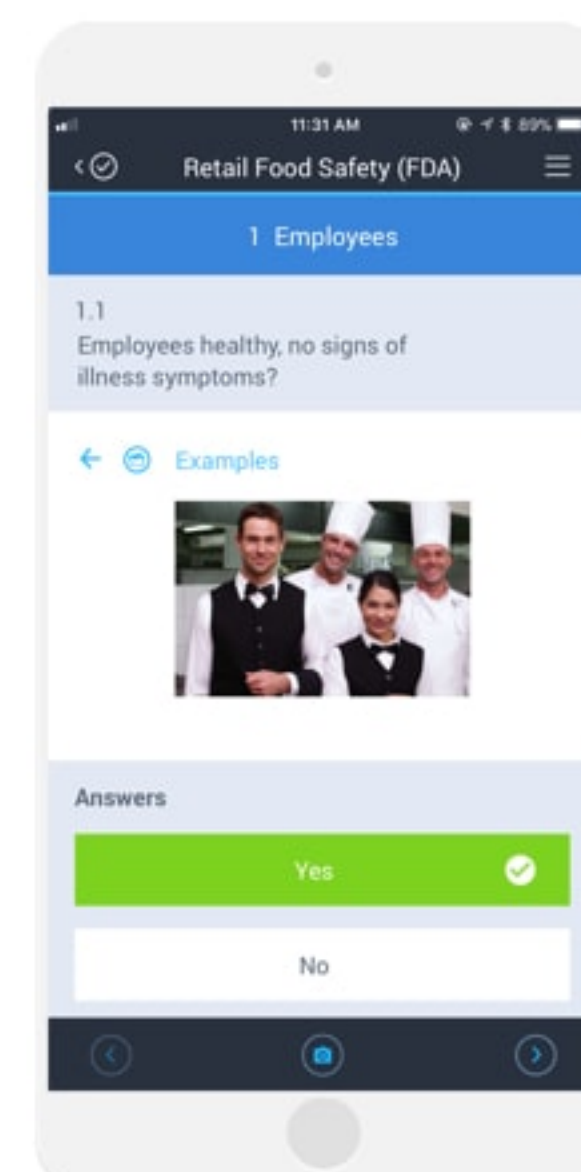 11:31 AM 89%
Retail Food Safety (FDA)
1 Employees
1.1
Employees healthy, no signs of
illness symptoms?
Examples
Answers
Yes
No